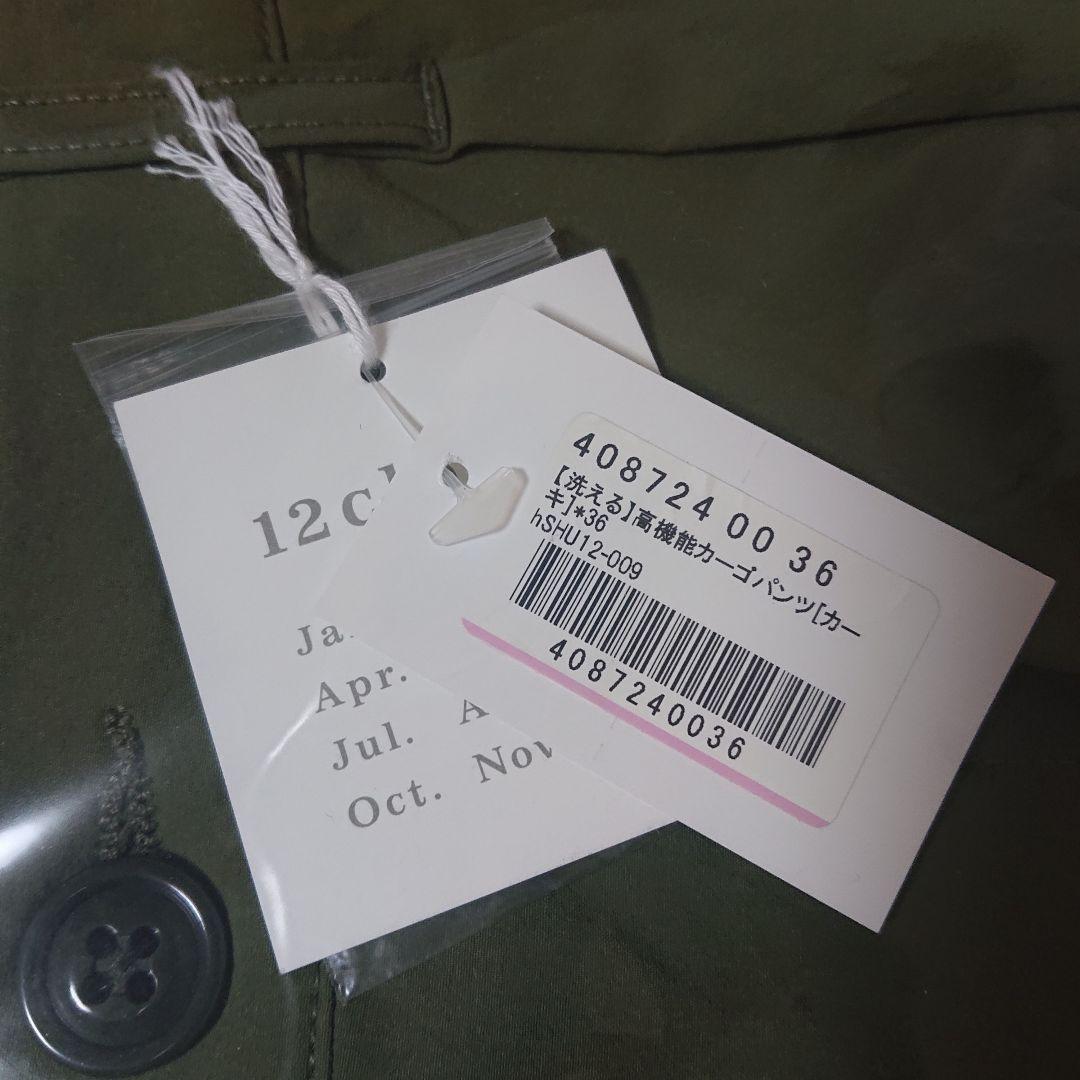 12cl
Ja
Apr.
Jul. A
Oct. Nov
408724 00 36
【洗える】高機能カーゴパンツ[カー
キ]*36
hSHU12-009
4087240036